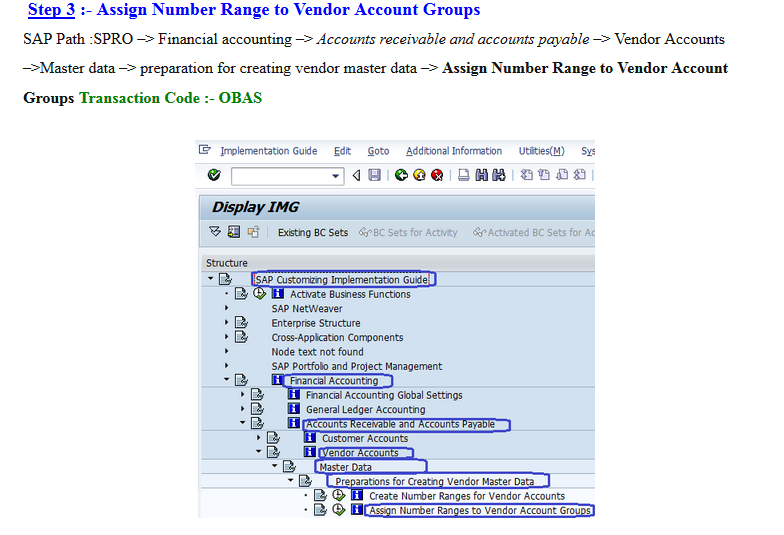 Step 3 :- Assign Number Range to Vendor Account Groups
SAP Path :SPRO –> Financial accounting –> Accounts receivable and accounts payable –> Vendor Accounts
–>Master data –> preparation for creating vendor master data –> Assign Number Range to Vendor Account
Groups Transaction Code :- OBAS
Implementation Guide Edit Goto Additional Information Utilities(M) Sys
Display IMG
Existing BC Sets BC Sets for Activity Activated BC Sets for Ac
Structure
SAP Customizing Implementation Guide
Activate Business Functions
SAP NetWeaver
Enterprise Structure
Cross-Application Components
Node text not found
SAP Portfolio and Project Management
Financial Accounting
Financial Accounting Global Settings
General Ledger Accounting
Accounts Receivable and Accounts Payable
Customer Accounts
Vendor Accounts
Master Data
Preparations for Creating Vendor Master Data
Create Number Ranges for Vendor Accounts
Assign Number Ranges to Vendor Account Groups